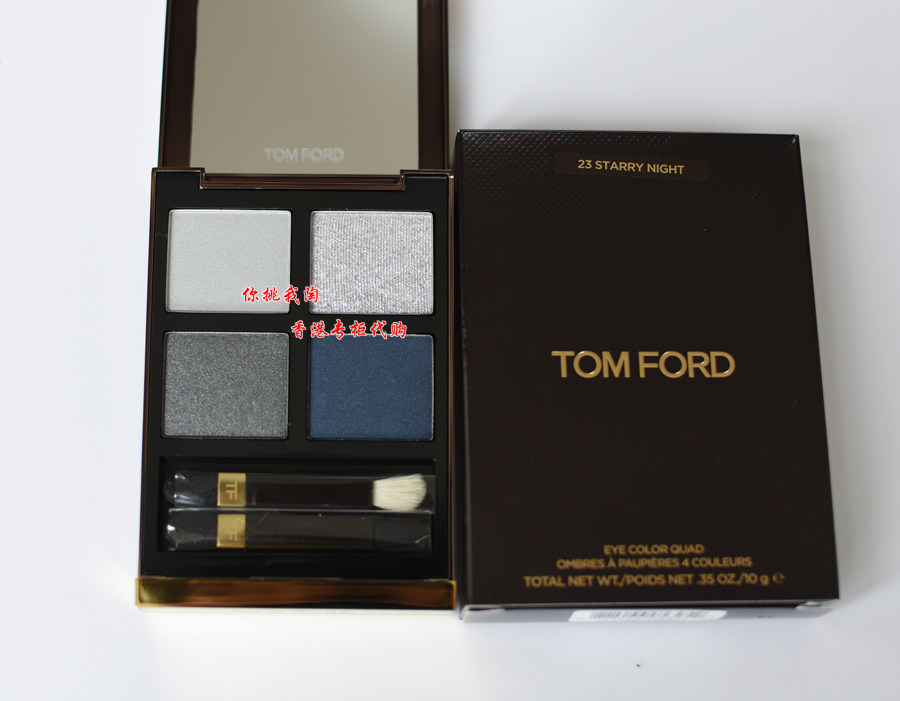 TOM FORD
23 STARRY NIGHT
你挑我淘
香港专柜代购
TOM FORD
TF
TF
EYE COLOR QUAD
OMBRES À PAUPIÈRES 4 COULEURS
TOTAL NET WT./POIDS NET .35 OZ./10 g ℮